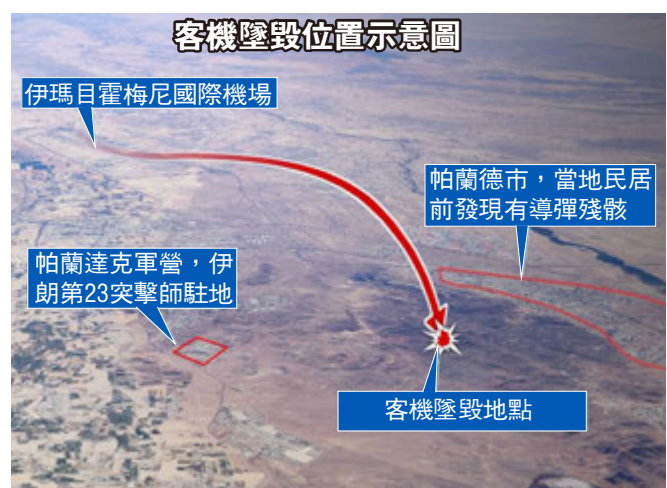 客機墜毀位置示意圖
伊瑪目霍梅尼國際機場
帕蘭德市，當地民居
前發現有導彈殘骸
帕蘭達克軍營，伊
朗第23突擊師駐地
客機墜毀地點